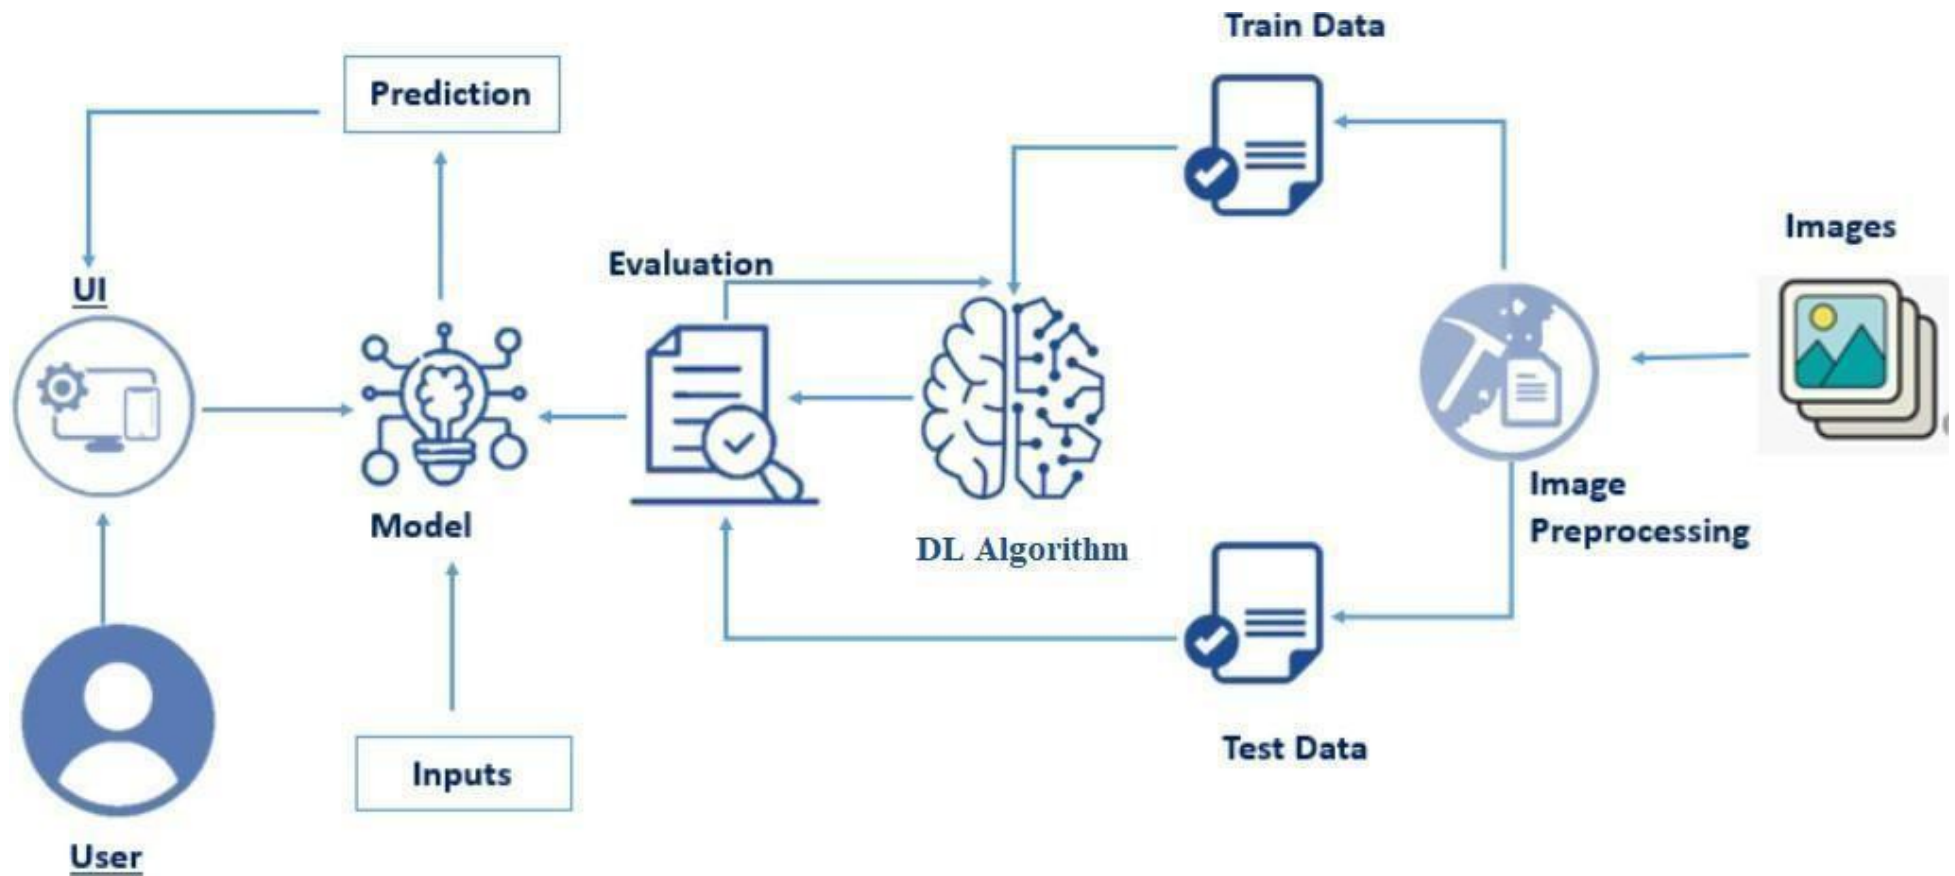 Train Data
Prediction
Images
Evaluation
UI
Image
Preprocessing
Model
DL Algorithm
Test Data
Inputs
User